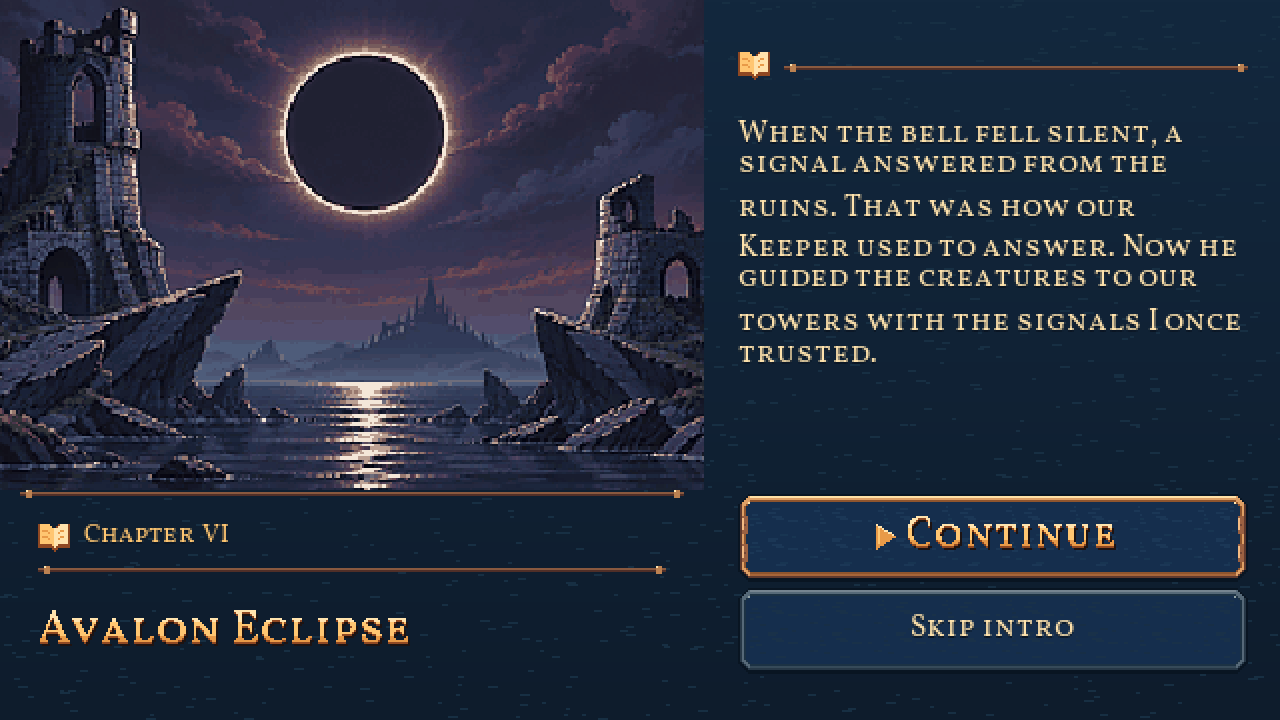 Chapter VI
Avalon Eclipse
When the bell fell silent, a
signal answered from the
ruins. That was how our
Keeper used to answer. Now he
guided the creatures to our
towers with the signals I once
trusted.
Continue
Skip intro